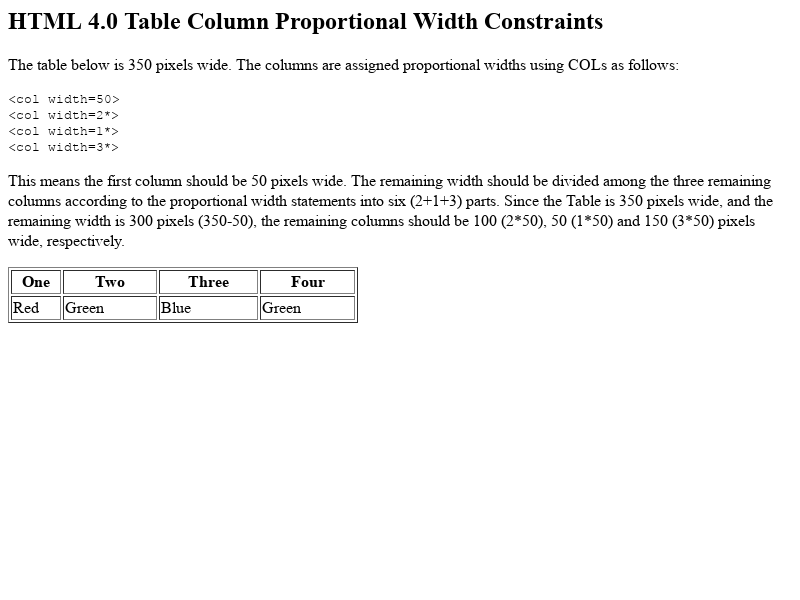 HTML 4.0 Table Column Proportional Width Constraints
The table below is 350 pixels wide. The columns are assigned proportional widths using COLs as follows:
<col width=50>
<col width=2*>
<col width=1*>
<col width=3*>
This means the first column should be 50 pixels wide. The remaining width should be divided among the three remaining
columns according to the proportional width statements into six (2+1+3) parts. Since the Table is 350 pixels wide, and the
remaining width is 300 pixels (350-50), the remaining columns should be 100 (2*50), 50 (1*50) and 150 (3*50) pixels
wide, respectively.
One Two Three Four
Red Green Blue Green